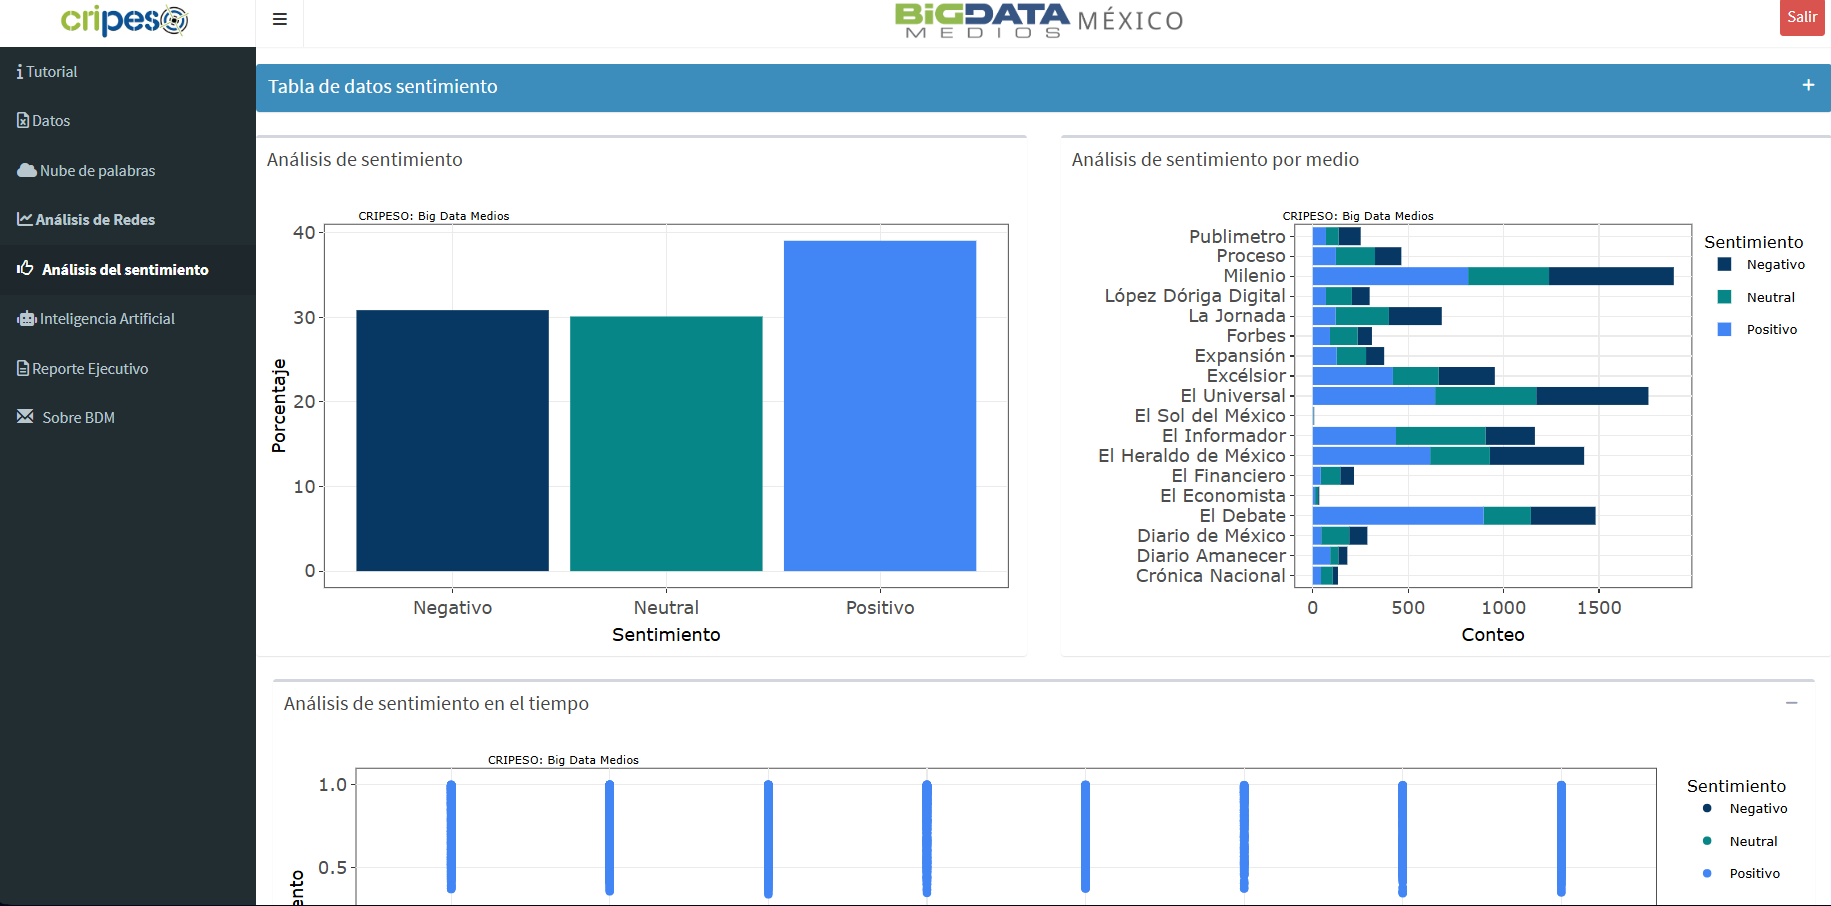 cripeso
BiGDATA
MEDIOS
MÉXICO
Salir
Tutorial
Datos
Nube de palabras
Análisis de Redes
Análisis del sentimiento
Inteligencia Artificial
Reporte Ejecutivo
Sobre BDM
Tabla de datos sentimiento
Análisis de sentimiento
CRIPESO: Big Data Medios
40
30
20
10
0
Porcentaje
Negativo
Neutral
Positivo
Sentimiento
Análisis de sentimiento por medio
CRIPESO: Big Data Medios
Publimetro
Proceso
Milenio
López Dóriga Digital
La Jornada
Forbes
Expansión
Excélsior
El Universal
El Sol del México
El Informador
El Heraldo de México
El Financiero
El Economista
El Debate
Diario de México
Diario Amanecer
Crónica Nacional
0
500
1000
1500
Conteo
Sentimiento
Negativo
Neutral
Positivo
Análisis de sentimiento en el tiempo
CRIPESO: Big Data Medios
1.0
0.5
Sentimiento
Negativo
Neutral
Positivo